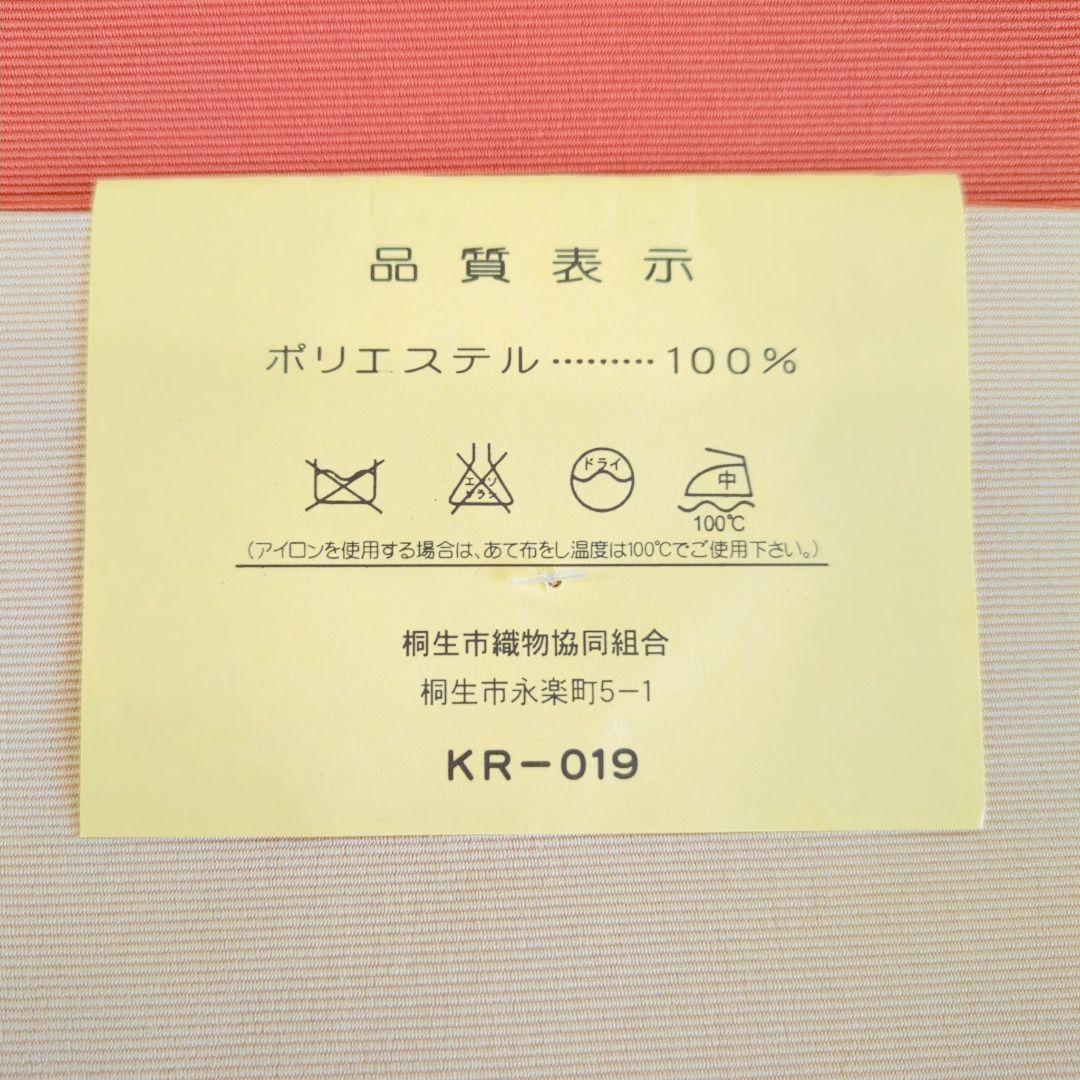 品質表示
ポリエステル………100%
エンソ サラシ ドライ 中
100℃
(アイロンを使用する場合は、あて布をし温度は100℃でご使用下さい。)
桐生市織物協同組合
桐生市永楽町5-1
KR-019